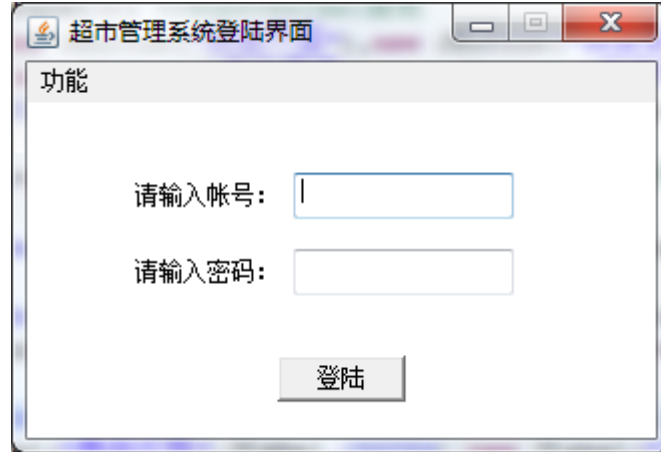 超市管理系统登陆界面
功能
请输入帐号：
请输入密码：
登陆